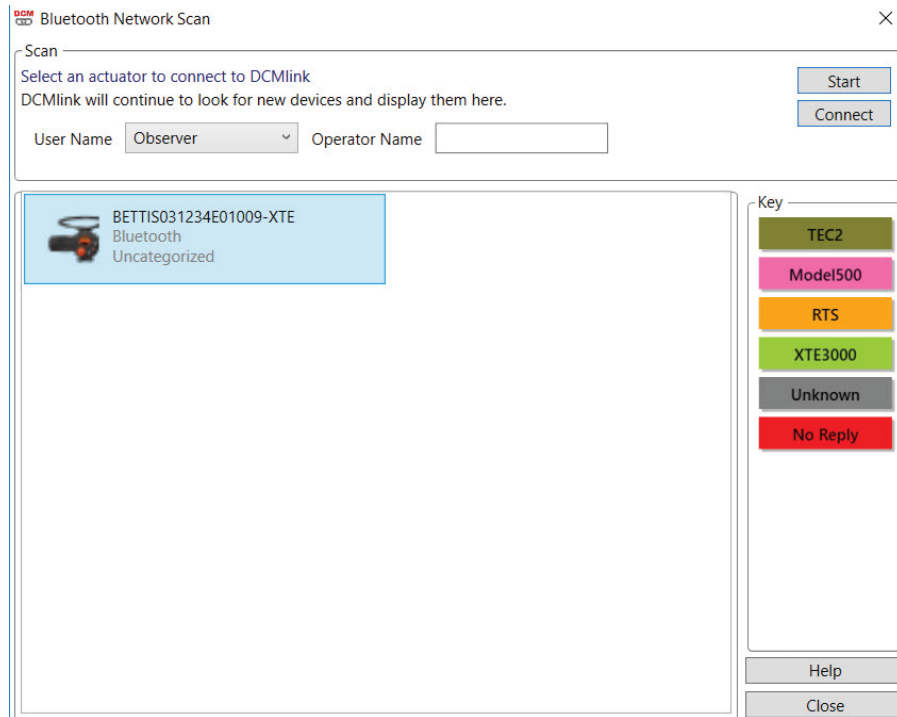 DCM Bluetooth Network Scan
Scan
Select an actuator to connect to DCMlink
DCMlink will continue to look for new devices and display them here.
Start
Connect
User Name Observer Operator Name
BETTIS031234E01009-XTE
Bluetooth
Uncategorized
Key
TEC2
Model500
RTS
XTE3000
Unknown
No Reply
Help
Close